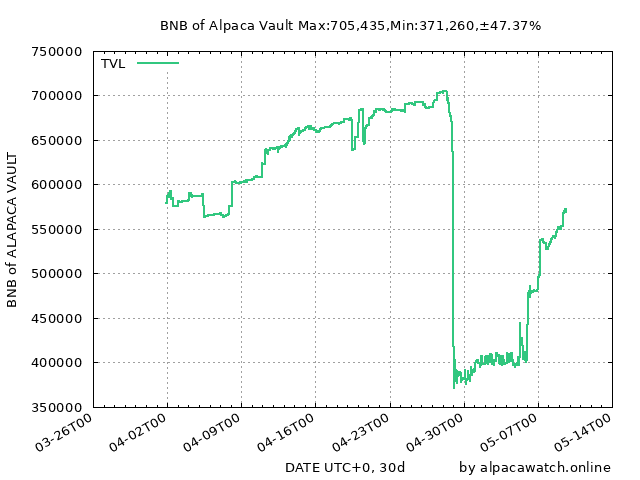 BNB of Alpaca Vault Max:705,435,Min:371,260,±47.37%
TVL
750000
700000
650000
600000
550000
500000
450000
400000
350000
BNB of ALAPACA VAULT
03-26T00
04-02T00
04-09T00
04-16T00
04-23T00
04-30T00
05-07T00
05-14T00
DATE UTC+0, 30d
by alpacawatch.online